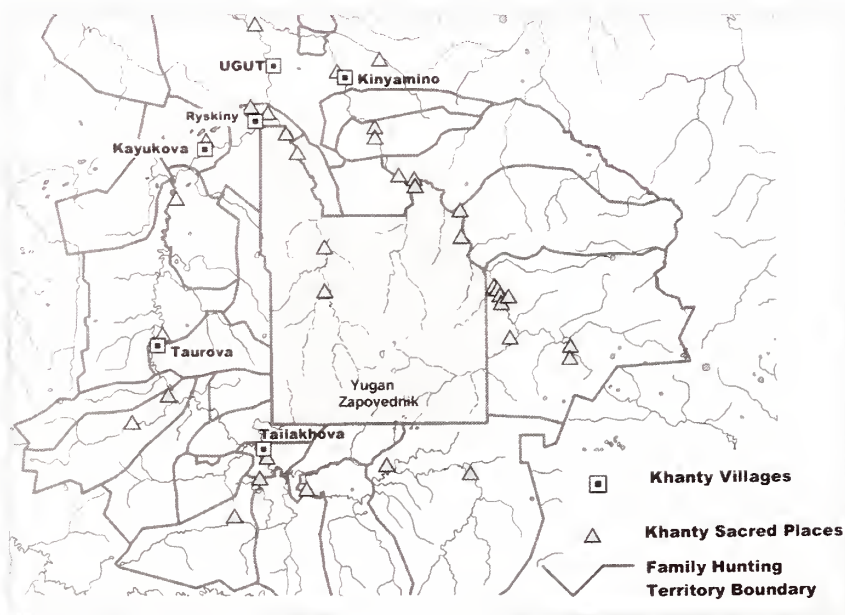 UGUT
Kinyamino
Ryskiny
Kayukova
Taurova
Yugan
Zapovednik
Tailakhova
Khanty Villages
Khanty Sacred Places
Family Hunting
Territory Boundary